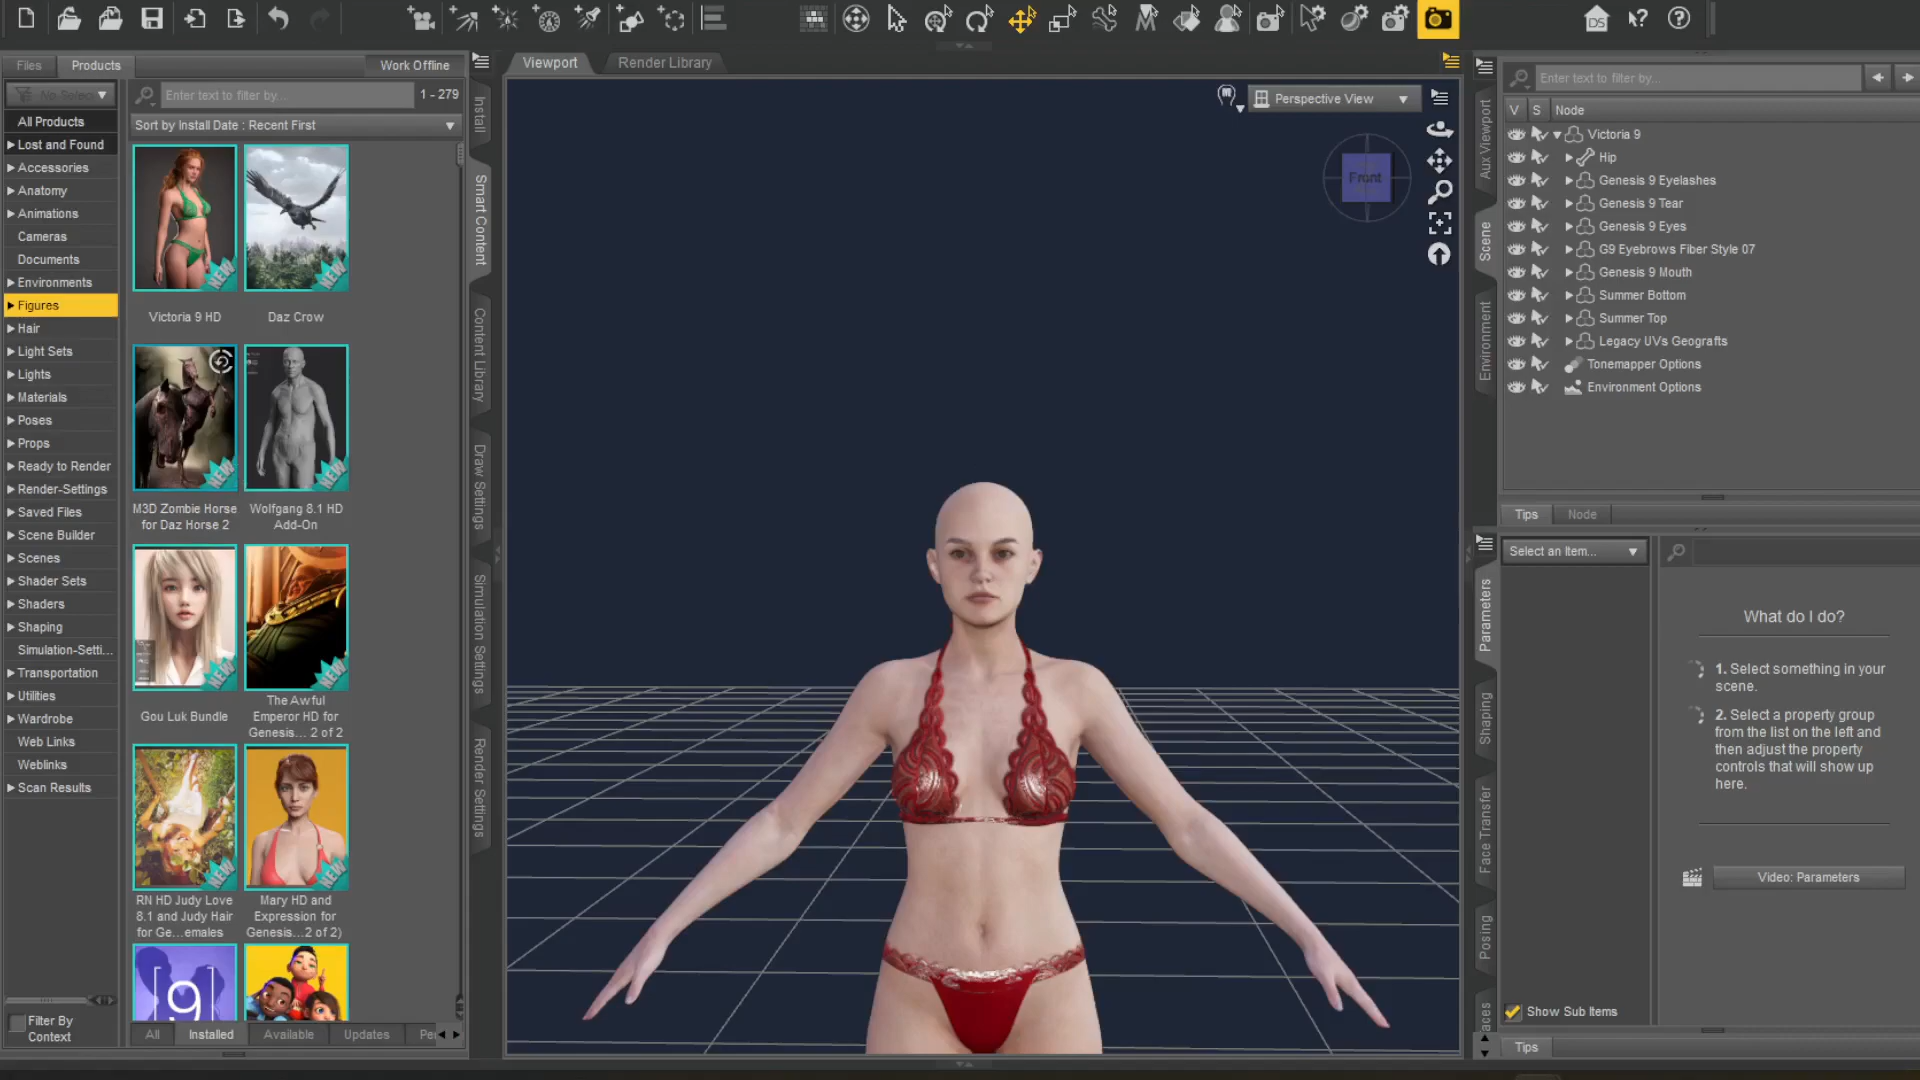 Files
Products
Work Offline
Enter text to filter by...
1 - 279
Sort by Install Date : Recent First
All Products
Lost and Found
Accessories
Anatomy
Animations
Cameras
Documents
Environments
Figures
Hair
Light Sets
Lights
Materials
Poses
Props
Ready to Render
Render-Settings
Saved Files
Scene Builder
Scenes
Shader Sets
Shaders
Shaping
Simulation-Setti...
Transportation
Utilities
Wardrobe
Web Links
Weblinks
Scan Results
Filter By
Context
NEW
NEW
Victoria 9 HD
Daz Crow
NEW
NEW
M3D Zombie Horse
for Daz Horse 2
Wolfgang 8.1 HD
Add-On
NEW
NEW
Gou Luk Bundle
The Awful
Emperor HD for
Genesis... 2 of 2
NEW
NEW
RN HD Judy Love
8.1 and Judy Hair
for Ge...emales
Mary HD and
Expression for
Genesis...2 of 2)
9
All
Installed
Available
Updates
Install
Smart Content
Content Library
Draw Settings
Simulation Settings
Render Settings
Viewport
Render Library
Perspective View
Front
DS
Aux Viewport
Scene
Environment
Enter text to filter by...
V
S
Node
Victoria 9
Hip
Genesis 9 Eyelashes
Genesis 9 Tear
Genesis 9 Eyes
G9 Eyebrows Fiber Style 07
Genesis 9 Mouth
Summer Bottom
Summer Top
Legacy UVs Geografts
Tonemapper Options
Environment Options
Tips
Node
Parameters
Shaping
Face Transfer
Posing
Select an Item...
What do I do?
1. Select something in your
scene.
2. Select a property group
from the list on the left and
then adjust the property
controls that will show up
here.
Video: Parameters
Show Sub Items
Tips